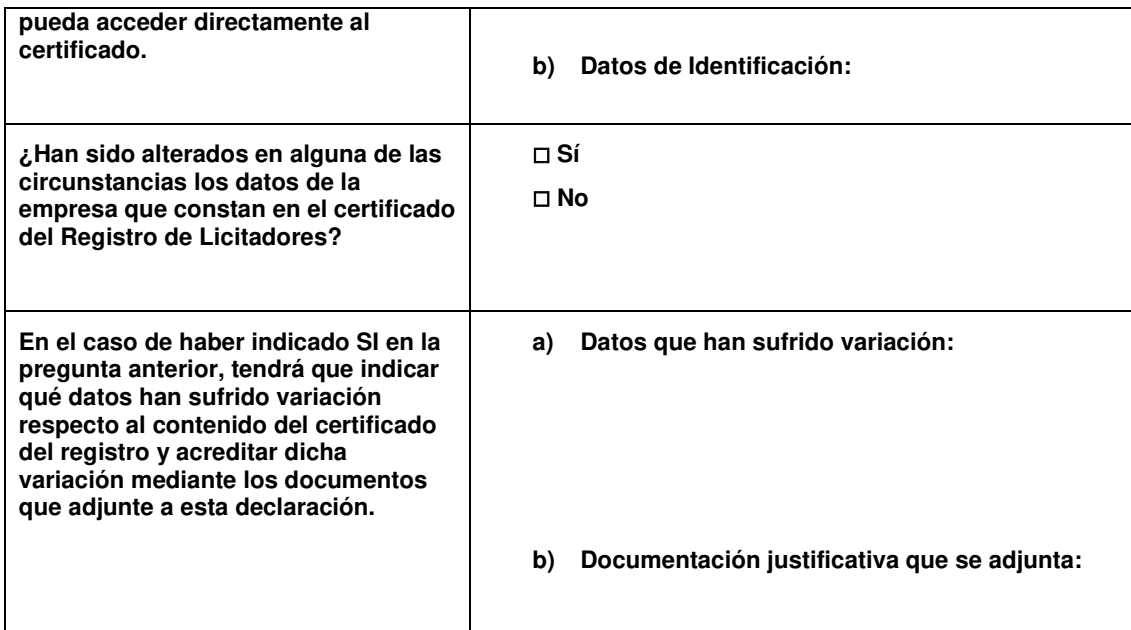 pueda acceder directamente al
certificado.
b) Datos de Identificación:
¿Han sido alterados en alguna de las
circunstancias los datos de la
empresa que constan en el certificado
del Registro de Licitadores?
□ Sí
□ No
En el caso de haber indicado SI en la
pregunta anterior, tendrá que indicar
qué datos han sufrido variación
respecto al contenido del certificado
del registro y acreditar dicha
variación mediante los documentos
que adjunte a esta declaración.
a) Datos que han sufrido variación:
b) Documentación justificativa que se adjunta: